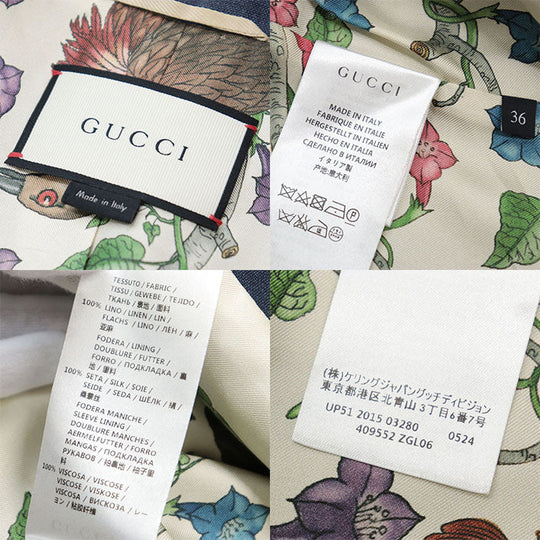 GUCCI
Made in Italy
GUCCI
MADE IN ITALY
FABRIQUE EN ITALIE
HERGESTELLT IN ITALIEN
HECHO EN ITALIA
СДЕЛАНО В ИТАЛИИ
イタリア製
产地:意大利
36
TESSUTO / FABRIC /
TISSU / GEWEBE / TEJIDO /
ТКАНЬ / 表地 / 面料
100% LINO / LINEN / LIN /
FLACHS / LINO / ЛЕН / 麻 /
亚麻
FODERA / LINING /
DOUBLURE / FUTTER /
FORRO / ПОДКЛАДКА / 裏
地 / 里料
100% SETA / SILK / SOIE /
SEIDE / SEDA / ШЕЛК / 绢 /
桑蚕丝
FODERA MANICHE /
SLEEVE LINING /
DOUBLURE MANCHES /
AERMELFUTTER / FORRO
MANGAS / ПОДКЛАДКА
РУКАВОВ / 袖裏地 / 袖子里
料
100% VISCOSA / VISCOSE /
VISCOSE / VISKOSE /
VISCOSA / ВИСКОЗА / レー
ヨン / 粘胶纤维
(株)ケリングジャパングッチディビジョン
東京都港区北青山3丁目6番7号
UP51 2015 03280 0524
409552 ZGL06